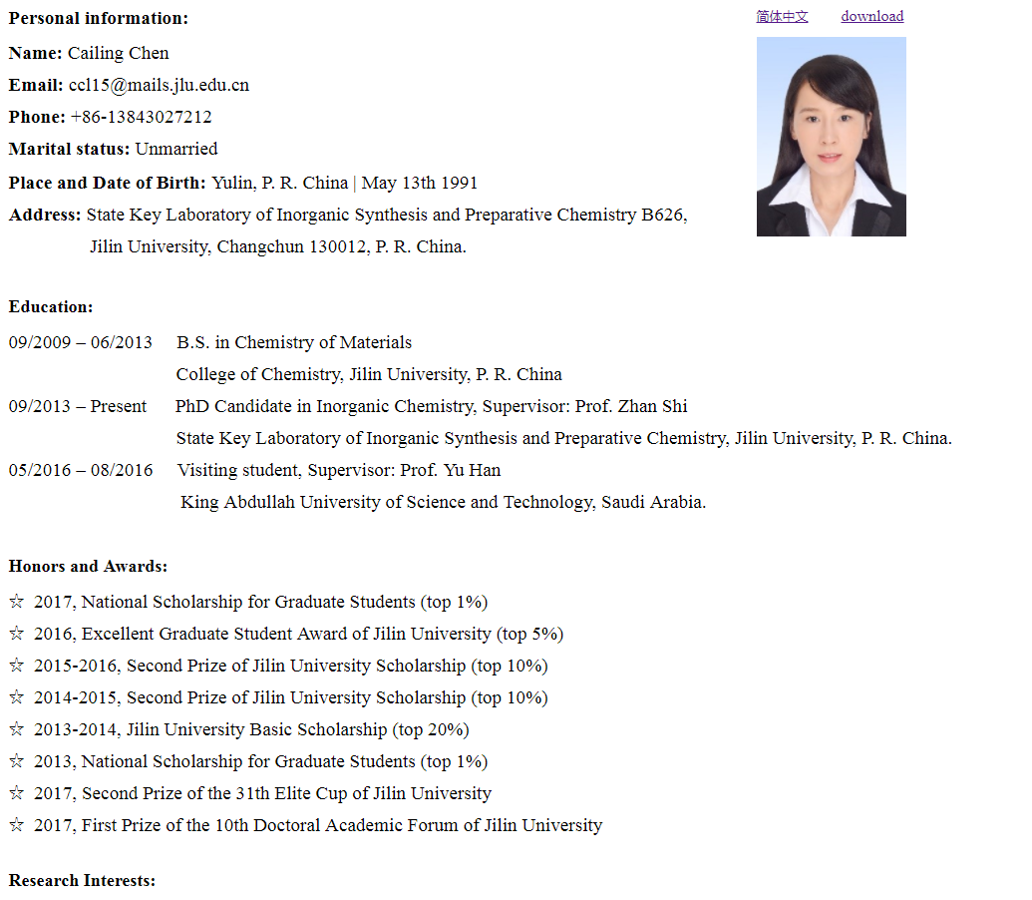 Personal information:
简体中文 download
Name: Cailing Chen
Email: ccl15@mails.jlu.edu.cn
Phone: +86-13843027212
Marital status: Unmarried
Place and Date of Birth: Yulin, P. R. China | May 13th 1991
Address: State Key Laboratory of Inorganic Synthesis and Preparative Chemistry B626,
Jilin University, Changchun 130012, P. R. China.
Education:
09/2009 – 06/2013 B.S. in Chemistry of Materials
College of Chemistry, Jilin University, P. R. China
09/2013 – Present PhD Candidate in Inorganic Chemistry, Supervisor: Prof. Zhan Shi
State Key Laboratory of Inorganic Synthesis and Preparative Chemistry, Jilin University, P. R. China.
05/2016 – 08/2016 Visiting student, Supervisor: Prof. Yu Han
King Abdullah University of Science and Technology, Saudi Arabia.
Honors and Awards:
☆ 2017, National Scholarship for Graduate Students (top 1%)
☆ 2016, Excellent Graduate Student Award of Jilin University (top 5%)
☆ 2015-2016, Second Prize of Jilin University Scholarship (top 10%)
☆ 2014-2015, Second Prize of Jilin University Scholarship (top 10%)
☆ 2013-2014, Jilin University Basic Scholarship (top 20%)
☆ 2013, National Scholarship for Graduate Students (top 1%)
☆ 2017, Second Prize of the 31th Elite Cup of Jilin University
☆ 2017, First Prize of the 10th Doctoral Academic Forum of Jilin University
Research Interests: